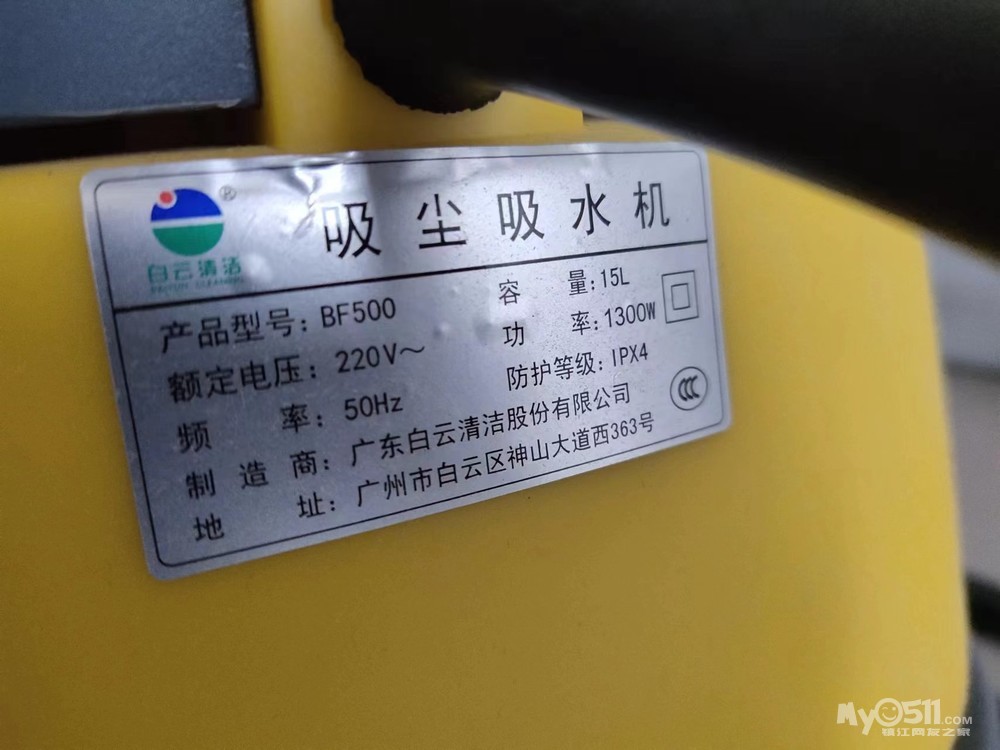 吸尘吸水机
®
白云清洁
产品型号: BF500
容量: 15L
额定电压: 220V~
功率: 1300W
频率: 50Hz
防护等级: IPX4
制造商: 广东白云清洁股份有限公司
CCC
地址: 广州市白云区神山大道西363号
My0511.COM
镇江网友之家